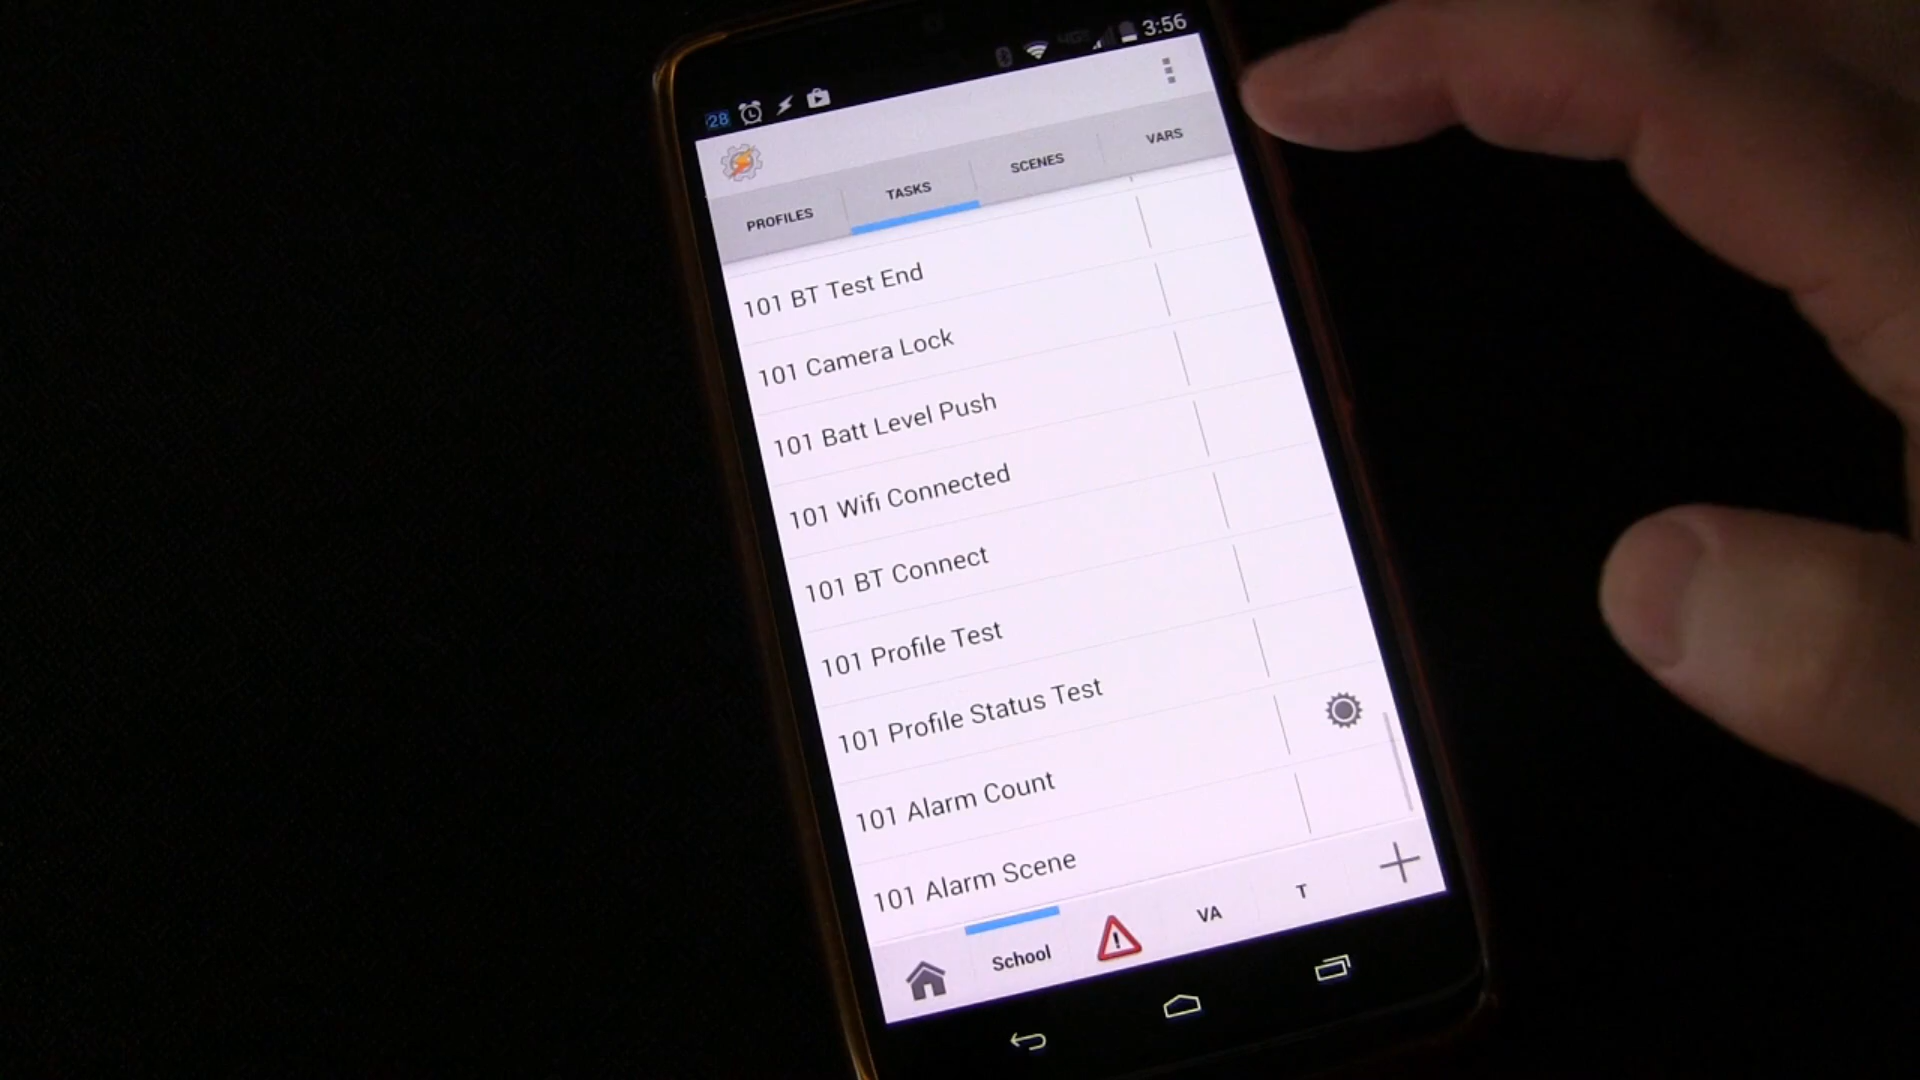 28
3:56
PROFILES
TASKS
SCENES
VARS
101 BT Test End
101 Camera Lock
101 Batt Level Push
101 Wifi Connected
101 BT Connect
101 Profile Test
101 Profile Status Test
101 Alarm Count
101 Alarm Scene
School
VA
T